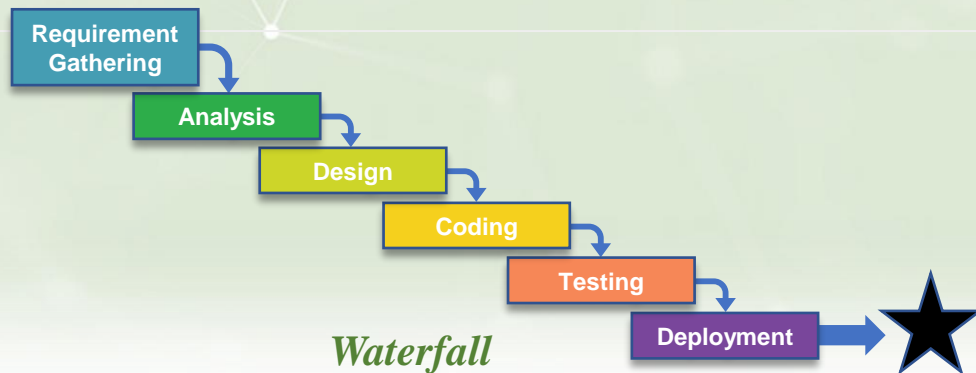 Requirement
Gathering
Analysis
Design
Coding
Testing
Deployment
Waterfall